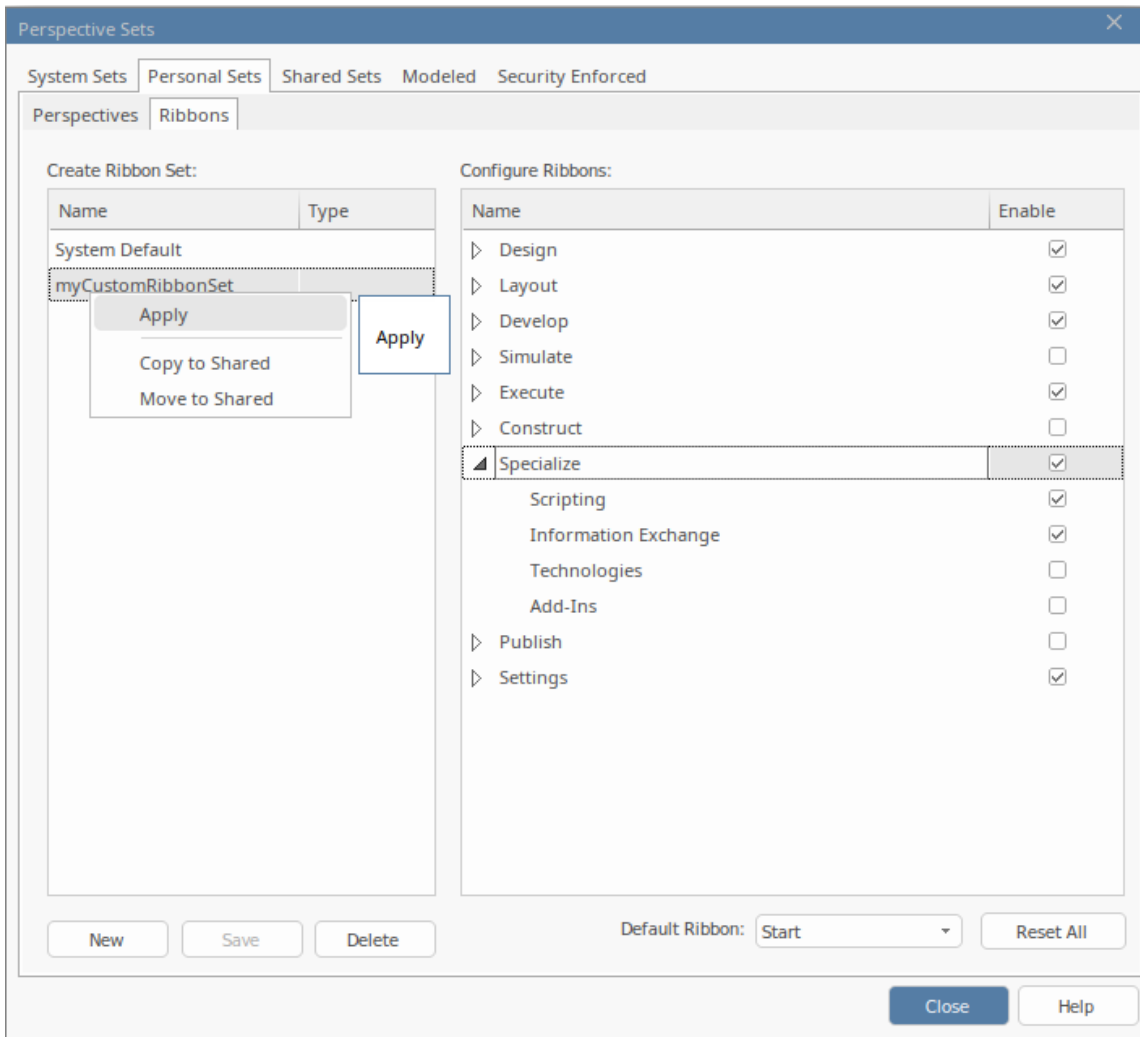 Perspective Sets
System Sets Personal Sets Shared Sets Modeled Security Enforced
Perspectives Ribbons
Create Ribbon Set:
Name Type
System Default
myCustomRibbonSet
Apply
Copy to Shared
Move to Shared
Apply
Configure Ribbons:
Name Enable
Design
Layout
Develop
Simulate
Execute
Construct
Specialize
Scripting
Information Exchange
Technologies
Add-Ins
Publish
Settings
New Save Delete
Default Ribbon: Start Reset All
Close Help